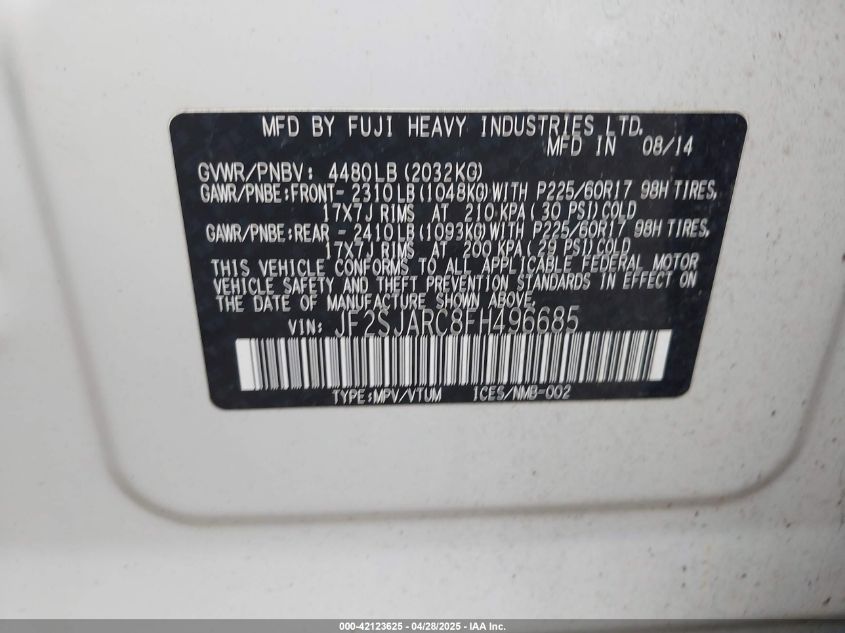 MFD BY FUJI HEAVY INDUSTRIES LTD.
MFD IN 08/14
GVWR/PNBV: 4480LB(2032KG)
GAWR/PNBE:FRONT- 2310LB(1048KG)WITH P225/60R17 98H TIRES,
17X7J RIMS AT 210 KPA( 30 PSI)COLD
GAWR/PNBE:REAR - 2410LB(1093KG)WITH P225/60R17 98H TIRES,
17X7J RIMS AT 200 KPA( 29 PSI)COLD
THIS VEHICLE CONFORMS TO ALL APPLICABLE FEDERAL MOTOR
VEHICLE SAFETY AND THEFT PREVENTION STANDARDS IN EFFECT ON
THE DATE OF MANUFACTURE SHOWN ABOVE.
VIN: JF2SJARC8FH496685
TYPE:MPV/VTUM ICES/NMB-002
000-42123625 - 04/28/2025 - IAA Inc.